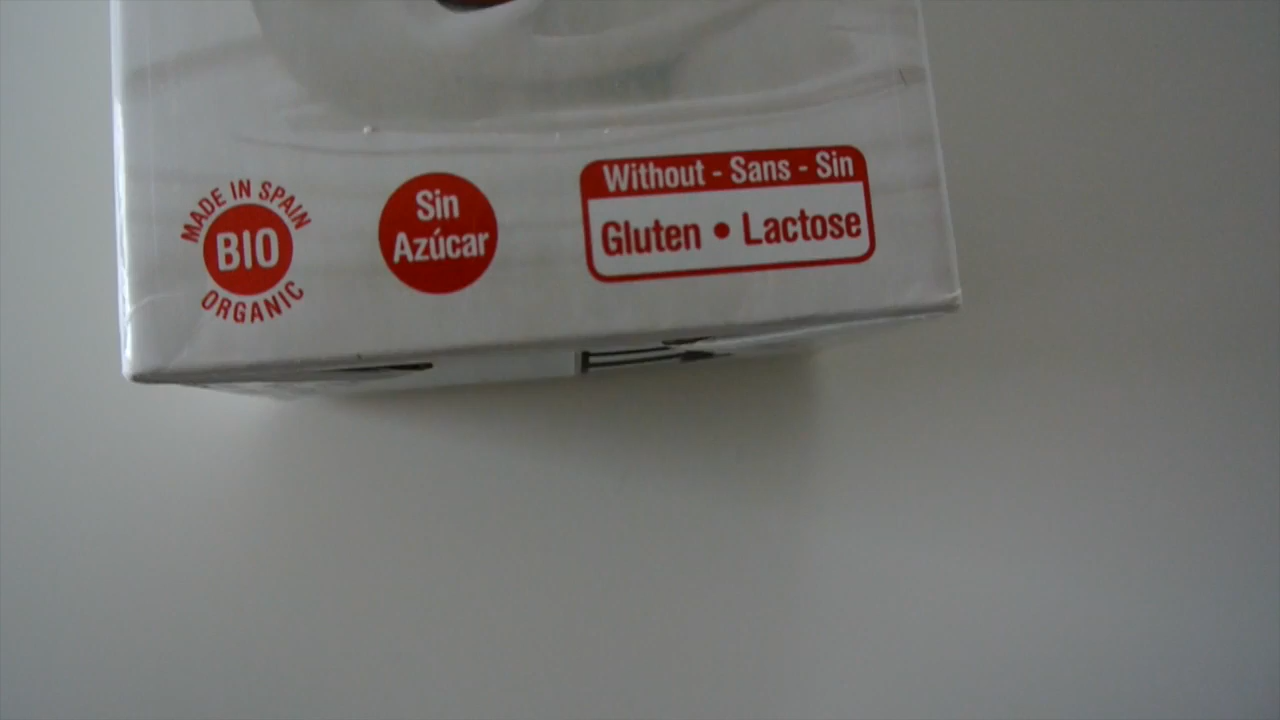 MADE IN SPAIN
BIO
ORGANIC
Sin
Azúcar
Without - Sans - Sin
Gluten • Lactose